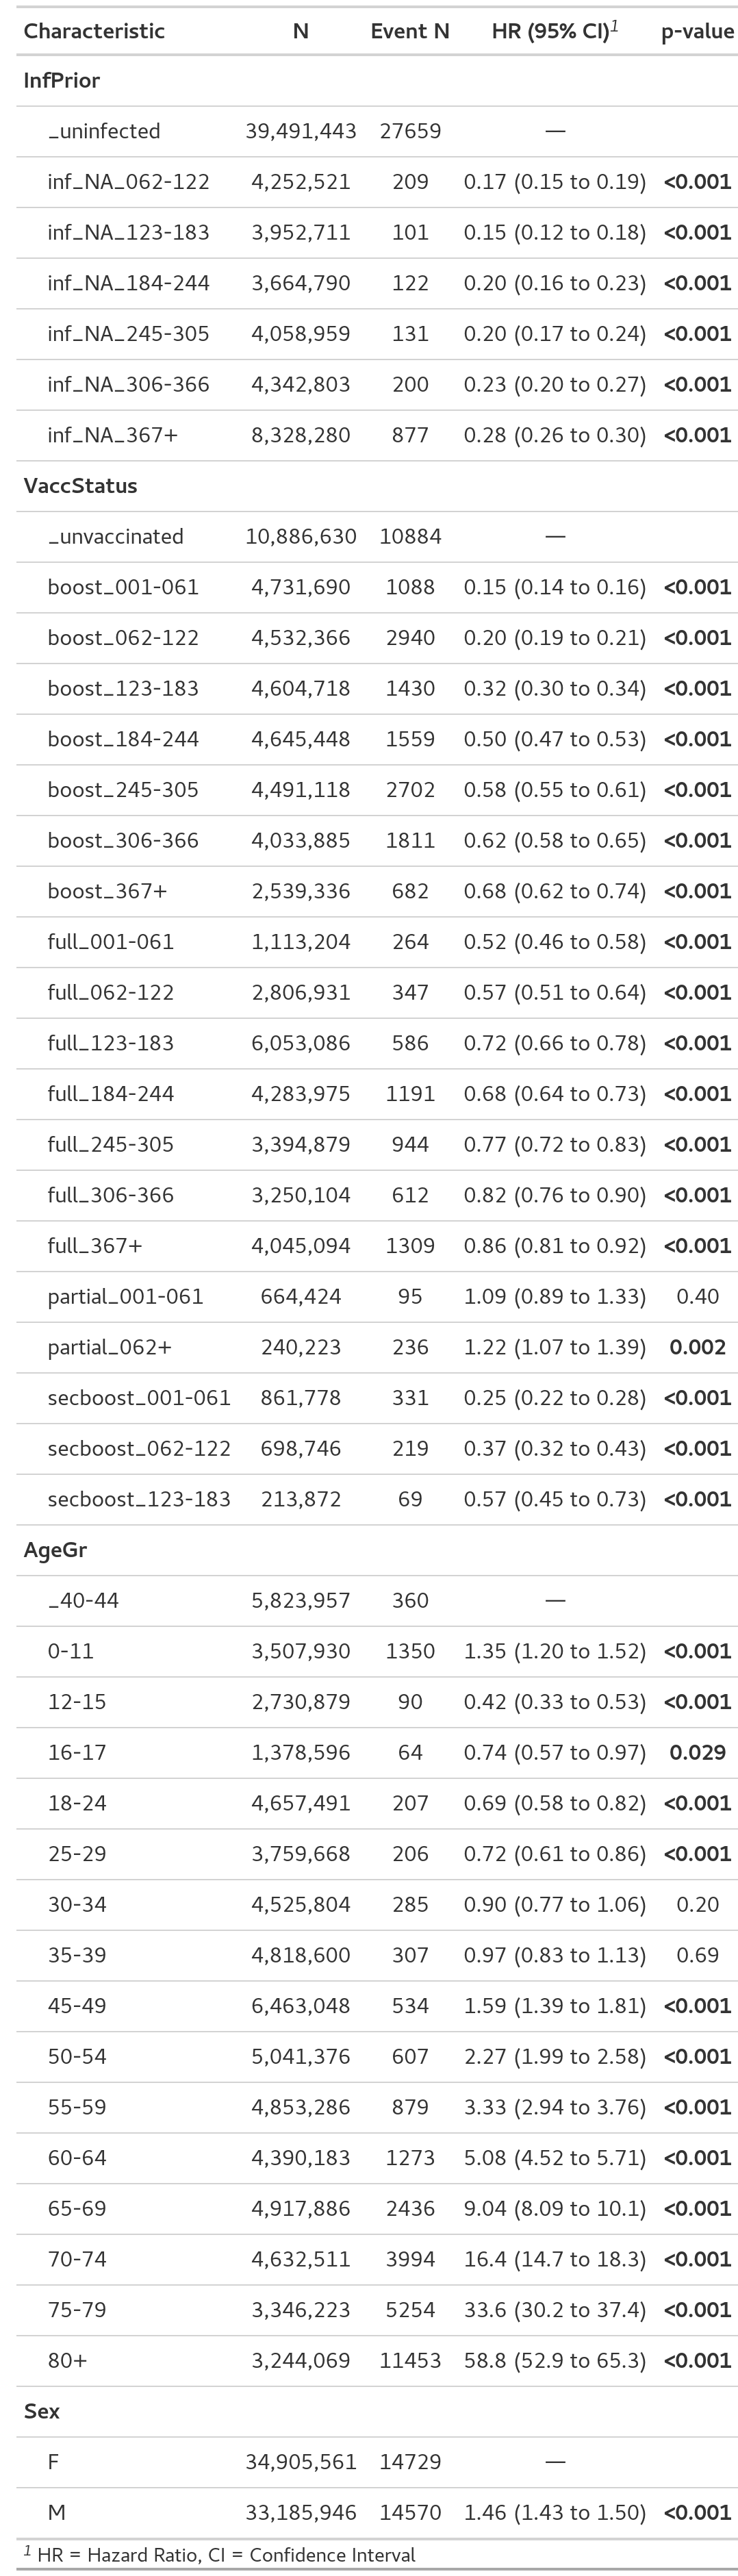 Characteristic N Event N HR (95% CI)1 p-value
InfPrior
_uninfected 39,491,443 27659 —
inf_NA_062-122 4,252,521 209 0.17 (0.15 to 0.19) <0.001
inf_NA_123-183 3,952,711 101 0.15 (0.12 to 0.18) <0.001
inf_NA_184-244 3,664,790 122 0.20 (0.16 to 0.23) <0.001
inf_NA_245-305 4,058,959 131 0.20 (0.17 to 0.24) <0.001
inf_NA_306-366 4,342,803 200 0.23 (0.20 to 0.27) <0.001
inf_NA_367+ 8,328,280 877 0.28 (0.26 to 0.30) <0.001
VaccStatus
_unvaccinated 10,886,630 10884 —
boost_001-061 4,731,690 1088 0.15 (0.14 to 0.16) <0.001
boost_062-122 4,532,366 2940 0.20 (0.19 to 0.21) <0.001
boost_123-183 4,604,718 1430 0.32 (0.30 to 0.34) <0.001
boost_184-244 4,645,448 1559 0.50 (0.47 to 0.53) <0.001
boost_245-305 4,491,118 2702 0.58 (0.55 to 0.61) <0.001
boost_306-366 4,033,885 1811 0.62 (0.58 to 0.65) <0.001
boost_367+ 2,539,336 682 0.68 (0.62 to 0.74) <0.001
full_001-061 1,113,204 264 0.52 (0.46 to 0.58) <0.001
full_062-122 2,806,931 347 0.57 (0.51 to 0.64) <0.001
full_123-183 6,053,086 586 0.72 (0.66 to 0.78) <0.001
full_184-244 4,283,975 1191 0.68 (0.64 to 0.73) <0.001
full_245-305 3,394,879 944 0.77 (0.72 to 0.83) <0.001
full_306-366 3,250,104 612 0.82 (0.76 to 0.90) <0.001
full_367+ 4,045,094 1309 0.86 (0.81 to 0.92) <0.001
partial_001-061 664,424 95 1.09 (0.89 to 1.33) 0.40
partial_062+ 240,223 236 1.22 (1.07 to 1.39) 0.002
secboost_001-061 861,778 331 0.25 (0.22 to 0.28) <0.001
secboost_062-122 698,746 219 0.37 (0.32 to 0.43) <0.001
secboost_123-183 213,872 69 0.57 (0.45 to 0.73) <0.001
AgeGr
_40-44 5,823,957 360 —
0-11 3,507,930 1350 1.35 (1.20 to 1.52) <0.001
12-15 2,730,879 90 0.42 (0.33 to 0.53) <0.001
16-17 1,378,596 64 0.74 (0.57 to 0.97) 0.029
18-24 4,657,491 207 0.69 (0.58 to 0.82) <0.001
25-29 3,759,668 206 0.72 (0.61 to 0.86) <0.001
30-34 4,525,804 285 0.90 (0.77 to 1.06) 0.20
35-39 4,818,600 307 0.97 (0.83 to 1.13) 0.69
45-49 6,463,048 534 1.59 (1.39 to 1.81) <0.001
50-54 5,041,376 607 2.27 (1.99 to 2.58) <0.001
55-59 4,853,286 879 3.33 (2.94 to 3.76) <0.001
60-64 4,390,183 1273 5.08 (4.52 to 5.71) <0.001
65-69 4,917,886 2436 9.04 (8.09 to 10.1) <0.001
70-74 4,632,511 3994 16.4 (14.7 to 18.3) <0.001
75-79 3,346,223 5254 33.6 (30.2 to 37.4) <0.001
80+ 3,244,069 11453 58.8 (52.9 to 65.3) <0.001
Sex
F 34,905,561 14729 —
M 33,185,946 14570 1.46 (1.43 to 1.50) <0.001
1 HR = Hazard Ratio, CI = Confidence Interval